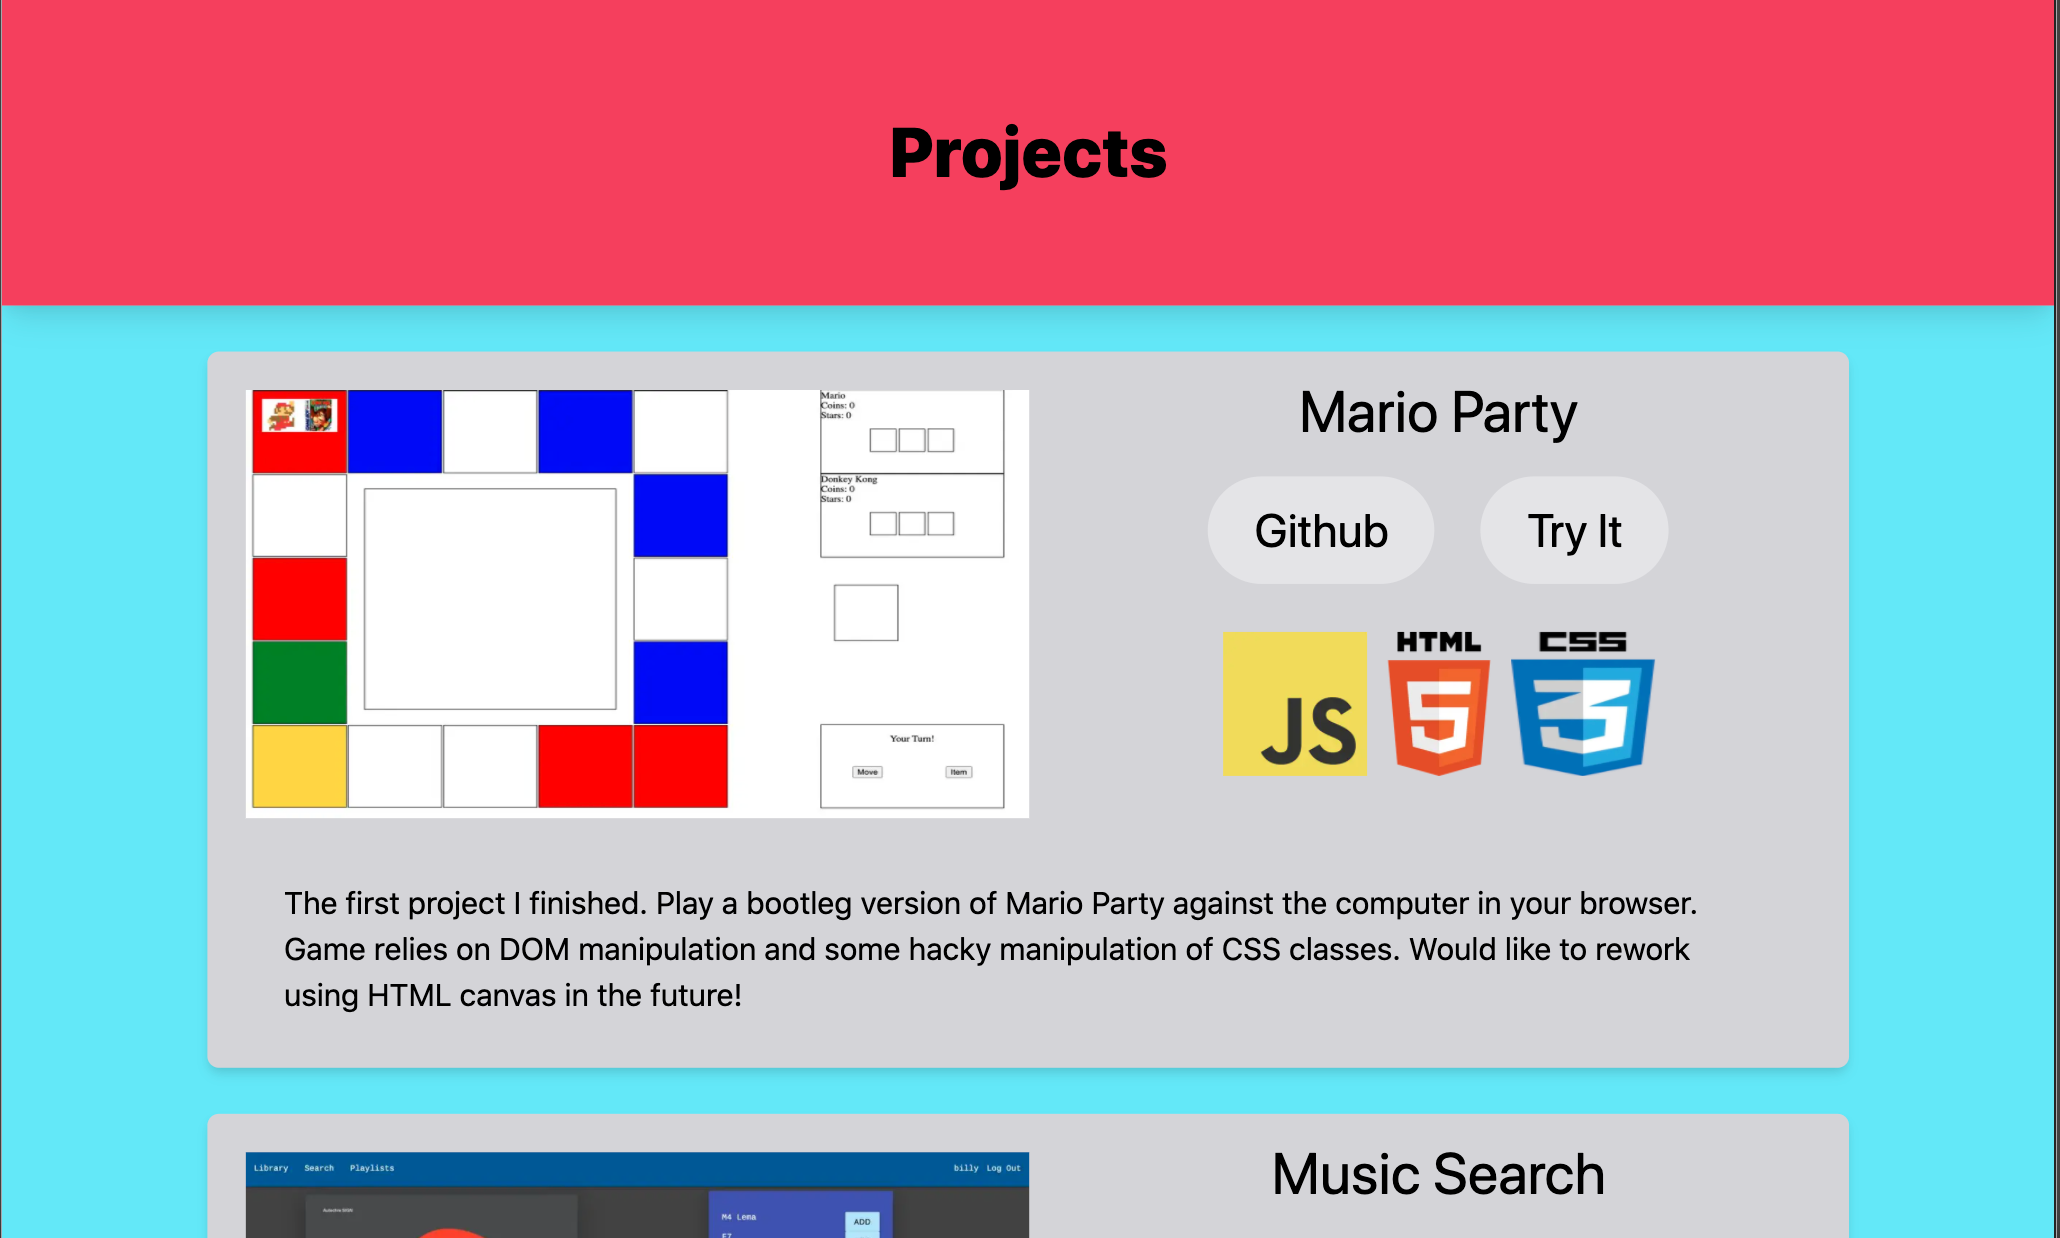 Projects
Mario
Coins: 0
Stars: 0
Donkey Kong
Coins: 0
Stars: 0
Your Turn!
Move Item
Mario Party
Github Try It
JS
HTML
5
CSS
3
The first project I finished. Play a bootleg version of Mario Party against the computer in your browser.
Game relies on DOM manipulation and some hacky manipulation of CSS classes. Would like to rework
using HTML canvas in the future!
Library Search Playlists billy Log Out
M4 Lema
ADD
Music Search